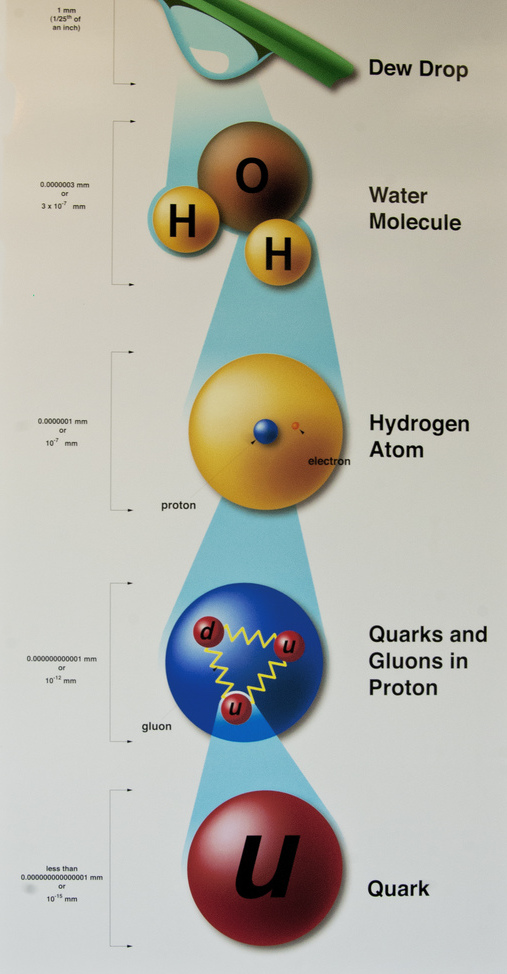 1 mm
(1/25th of
an inch)
Dew Drop
0.0000003 mm
or
3 x 10-7 mm
O
H
H
Water
Molecule
0.0000001 mm
or
10-7 mm
electron
proton
Hydrogen
Atom
0.000000000001 mm
or
10-12 mm
d
u
u
gluon
Quarks and
Gluons in
Proton
less than
0.000000000000001 mm
or
10-15 mm
u
Quark